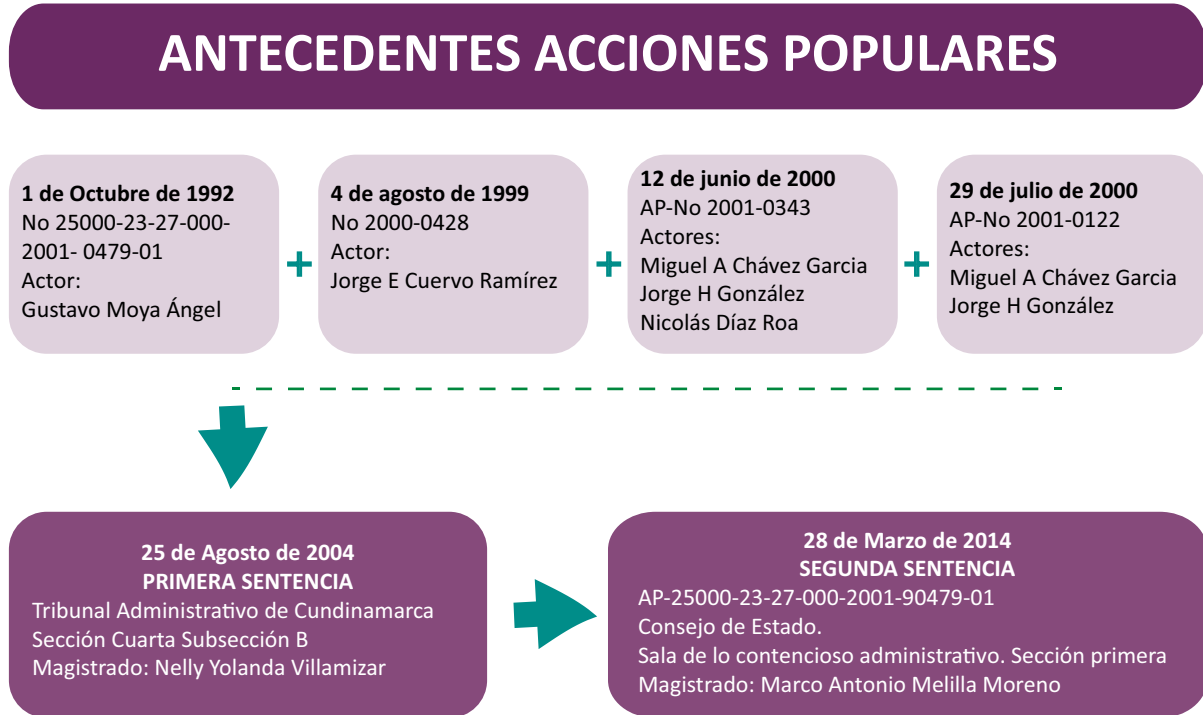 ANTECEDENTES ACCIONES POPULARES
1 de Octubre de 1992
No 25000-23-27-000-
2001- 0479-01
Actor:
Gustavo Moya Ángel
+
4 de agosto de 1999
No 2000-0428
Actor:
Jorge E Cuervo Ramírez
+
12 de junio de 2000
AP-No 2001-0343
Actores:
Miguel A Chávez Garcia
Jorge H González
Nicolás Díaz Roa
+
29 de julio de 2000
AP-No 2001-0122
Actores:
Miguel A Chávez Garcia
Jorge H González
25 de Agosto de 2004
PRIMERA SENTENCIA
Tribunal Administrativo de Cundinamarca
Sección Cuarta Subsección B
Magistrado: Nelly Yolanda Villamizar
28 de Marzo de 2014
SEGUNDA SENTENCIA
AP-25000-23-27-000-2001-90479-01
Consejo de Estado.
Sala de lo contencioso administrativo. Sección primera
Magistrado: Marco Antonio Melilla Moreno